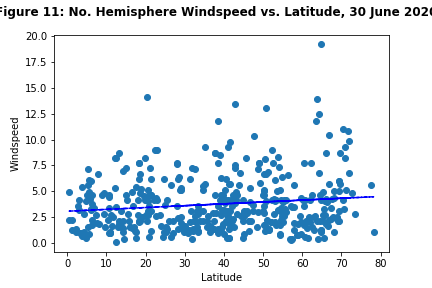 Figure 11: No. Hemisphere Windspeed vs. Latitude, 30 June 2020
20.0
17.5
15.0
12.5
10.0
7.5
5.0
2.5
0.0
Windspeed
0 10 20 30 40 50 60 70 80
Latitude